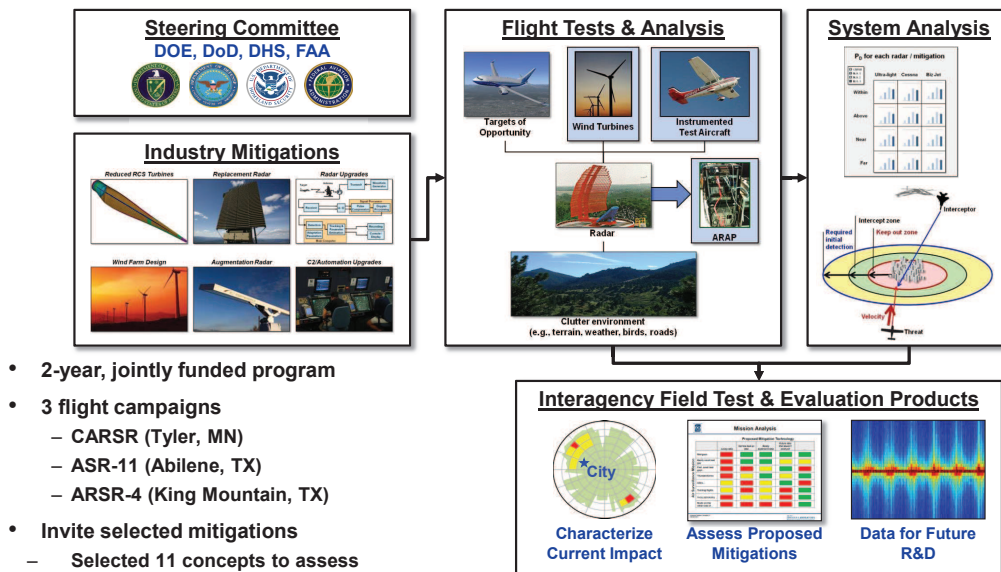 Steering Committee
DOE, DoD, DHS, FAA
Industry Mitigations
Reduced RCS Turbines
Replacement Radar
Radar Upgrades
Wind Farm Design
Augmentation Radar
C2/Automation Upgrades
Flight Tests & Analysis
Targets of
Opportunity
Wind Turbines
Instrumented
Test Aircraft
Radar
ARAP
Clutter environment
(e.g., terrain, weather, birds, roads)
System Analysis
PD for each radar / mitigation
Ultra-light
Cessna
Biz Jet
Within
Above
Near
Far
Interceptor
Intercept zone
Required
initial
detection
Keep out zone
Velocity
Threat
• 2-year, jointly funded program
• 3 flight campaigns
– CARSR (Tyler, MN)
– ASR-11 (Abilene, TX)
– ARSR-4 (King Mountain, TX)
• Invite selected mitigations
– Selected 11 concepts to assess
Interagency Field Test & Evaluation Products
City
Characterize
Current Impact
Mission Analysis
Proposed Mitigation Technology
Assess Proposed
Mitigations
Data for Future
R&D